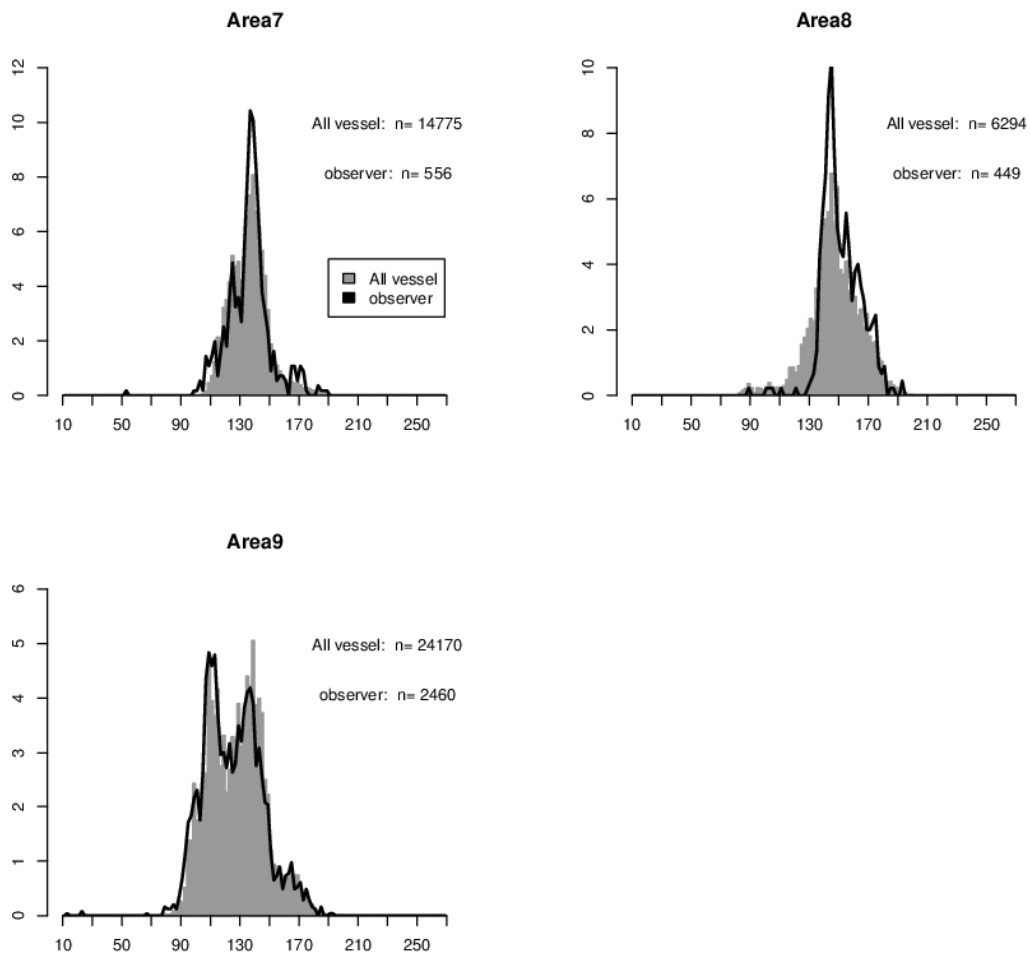 Area7
12
10
8
6
4
2
0
All vessel: n= 14775
observer: n= 556
All vessel
observer
10 50 90 130 170 210 250
Area8
10
8
6
4
2
0
All vessel: n= 6294
observer: n= 449
10 50 90 130 170 210 250
Area9
6
5
4
3
2
1
0
All vessel: n= 24170
observer: n= 2460
10 50 90 130 170 210 250